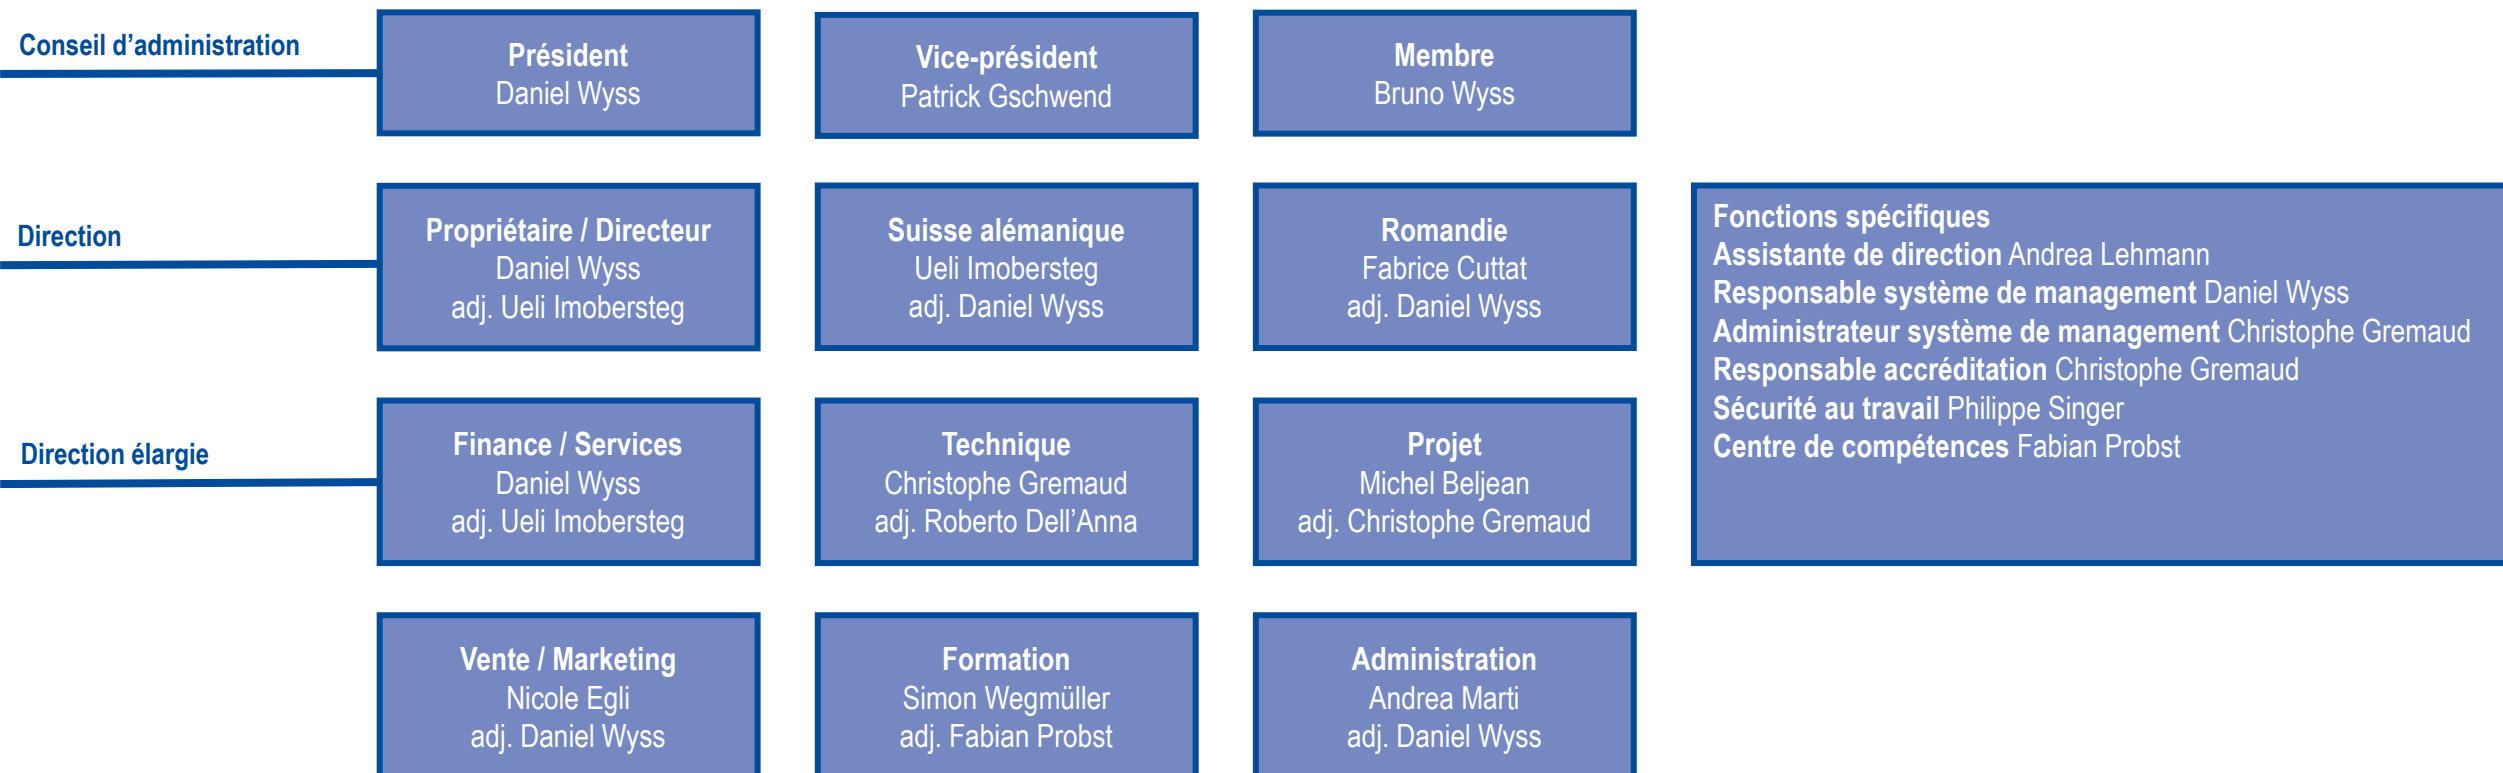 Conseil d’administration
Président
Daniel Wyss
Vice-président
Patrick Gschwend
Membre
Bruno Wyss
Direction
Propriétaire / Directeur
Daniel Wyss
adj. Ueli Imobersteg
Suisse alémanique
Ueli Imobersteg
adj. Daniel Wyss
Romandie
Fabrice Cuttat
adj. Daniel Wyss
Fonctions spécifiques
Assistante de direction Andrea Lehmann
Responsable système de management Daniel Wyss
Administrateur système de management Christophe Gremaud
Responsable accréditation Christophe Gremaud
Sécurité au travail Philippe Singer
Centre de compétences Fabian Probst
Direction élargie
Finance / Services
Daniel Wyss
adj. Ueli Imobersteg
Technique
Christophe Gremaud
adj. Roberto Dell’Anna
Projet
Michel Beljean
adj. Christophe Gremaud
Vente / Marketing
Nicole Egli
adj. Daniel Wyss
Formation
Simon Wegmüller
adj. Fabian Probst
Administration
Andrea Marti
adj. Daniel Wyss